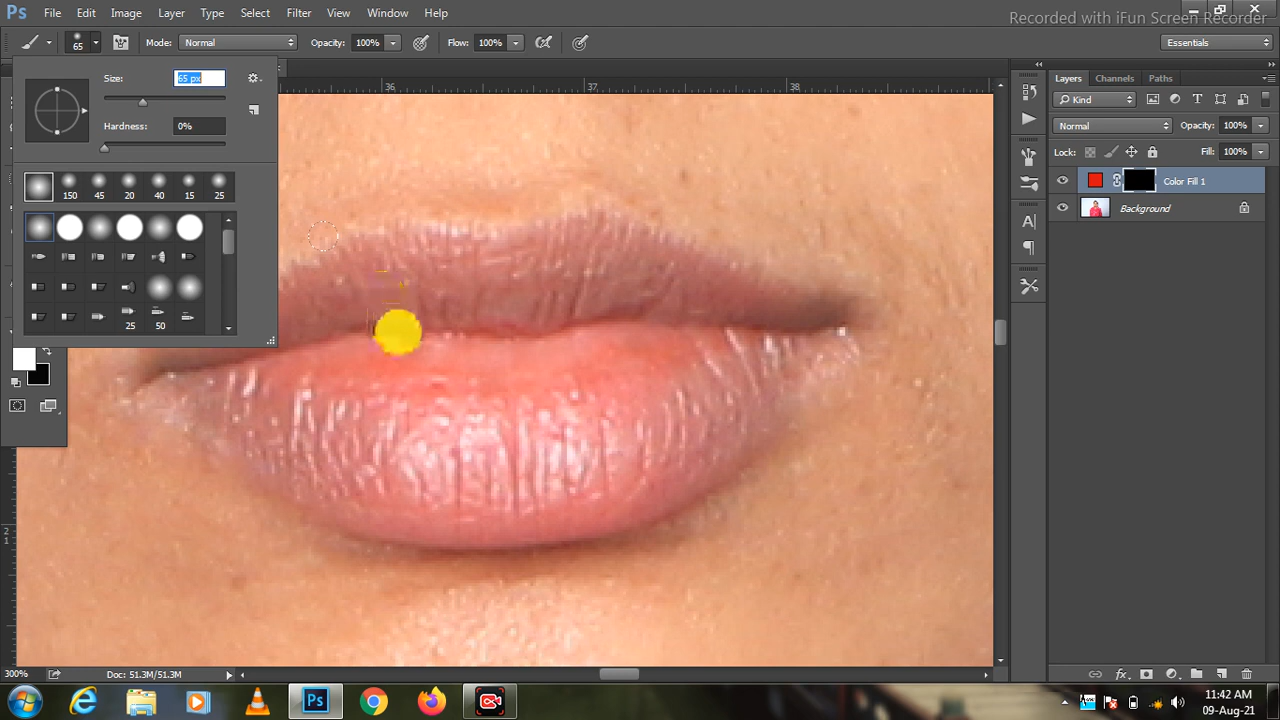 Ps File Edit Image Layer Type Select Filter View Window Help
Recorded with iFun Screen Recorder
65 Mode: Normal Opacity: 100% Flow: 100% Essentials
Size: 65 px
Hardness: 0%
150 45 20 40 15 25
25 50
36 37 38
2
1
Layers Channels Paths
Kind
Normal Opacity: 100%
Lock: Fill: 100%
Color Fill 1
Background
300% Doc: 51.3M/51.3M
Ps
11:42 AM
09-Aug-21